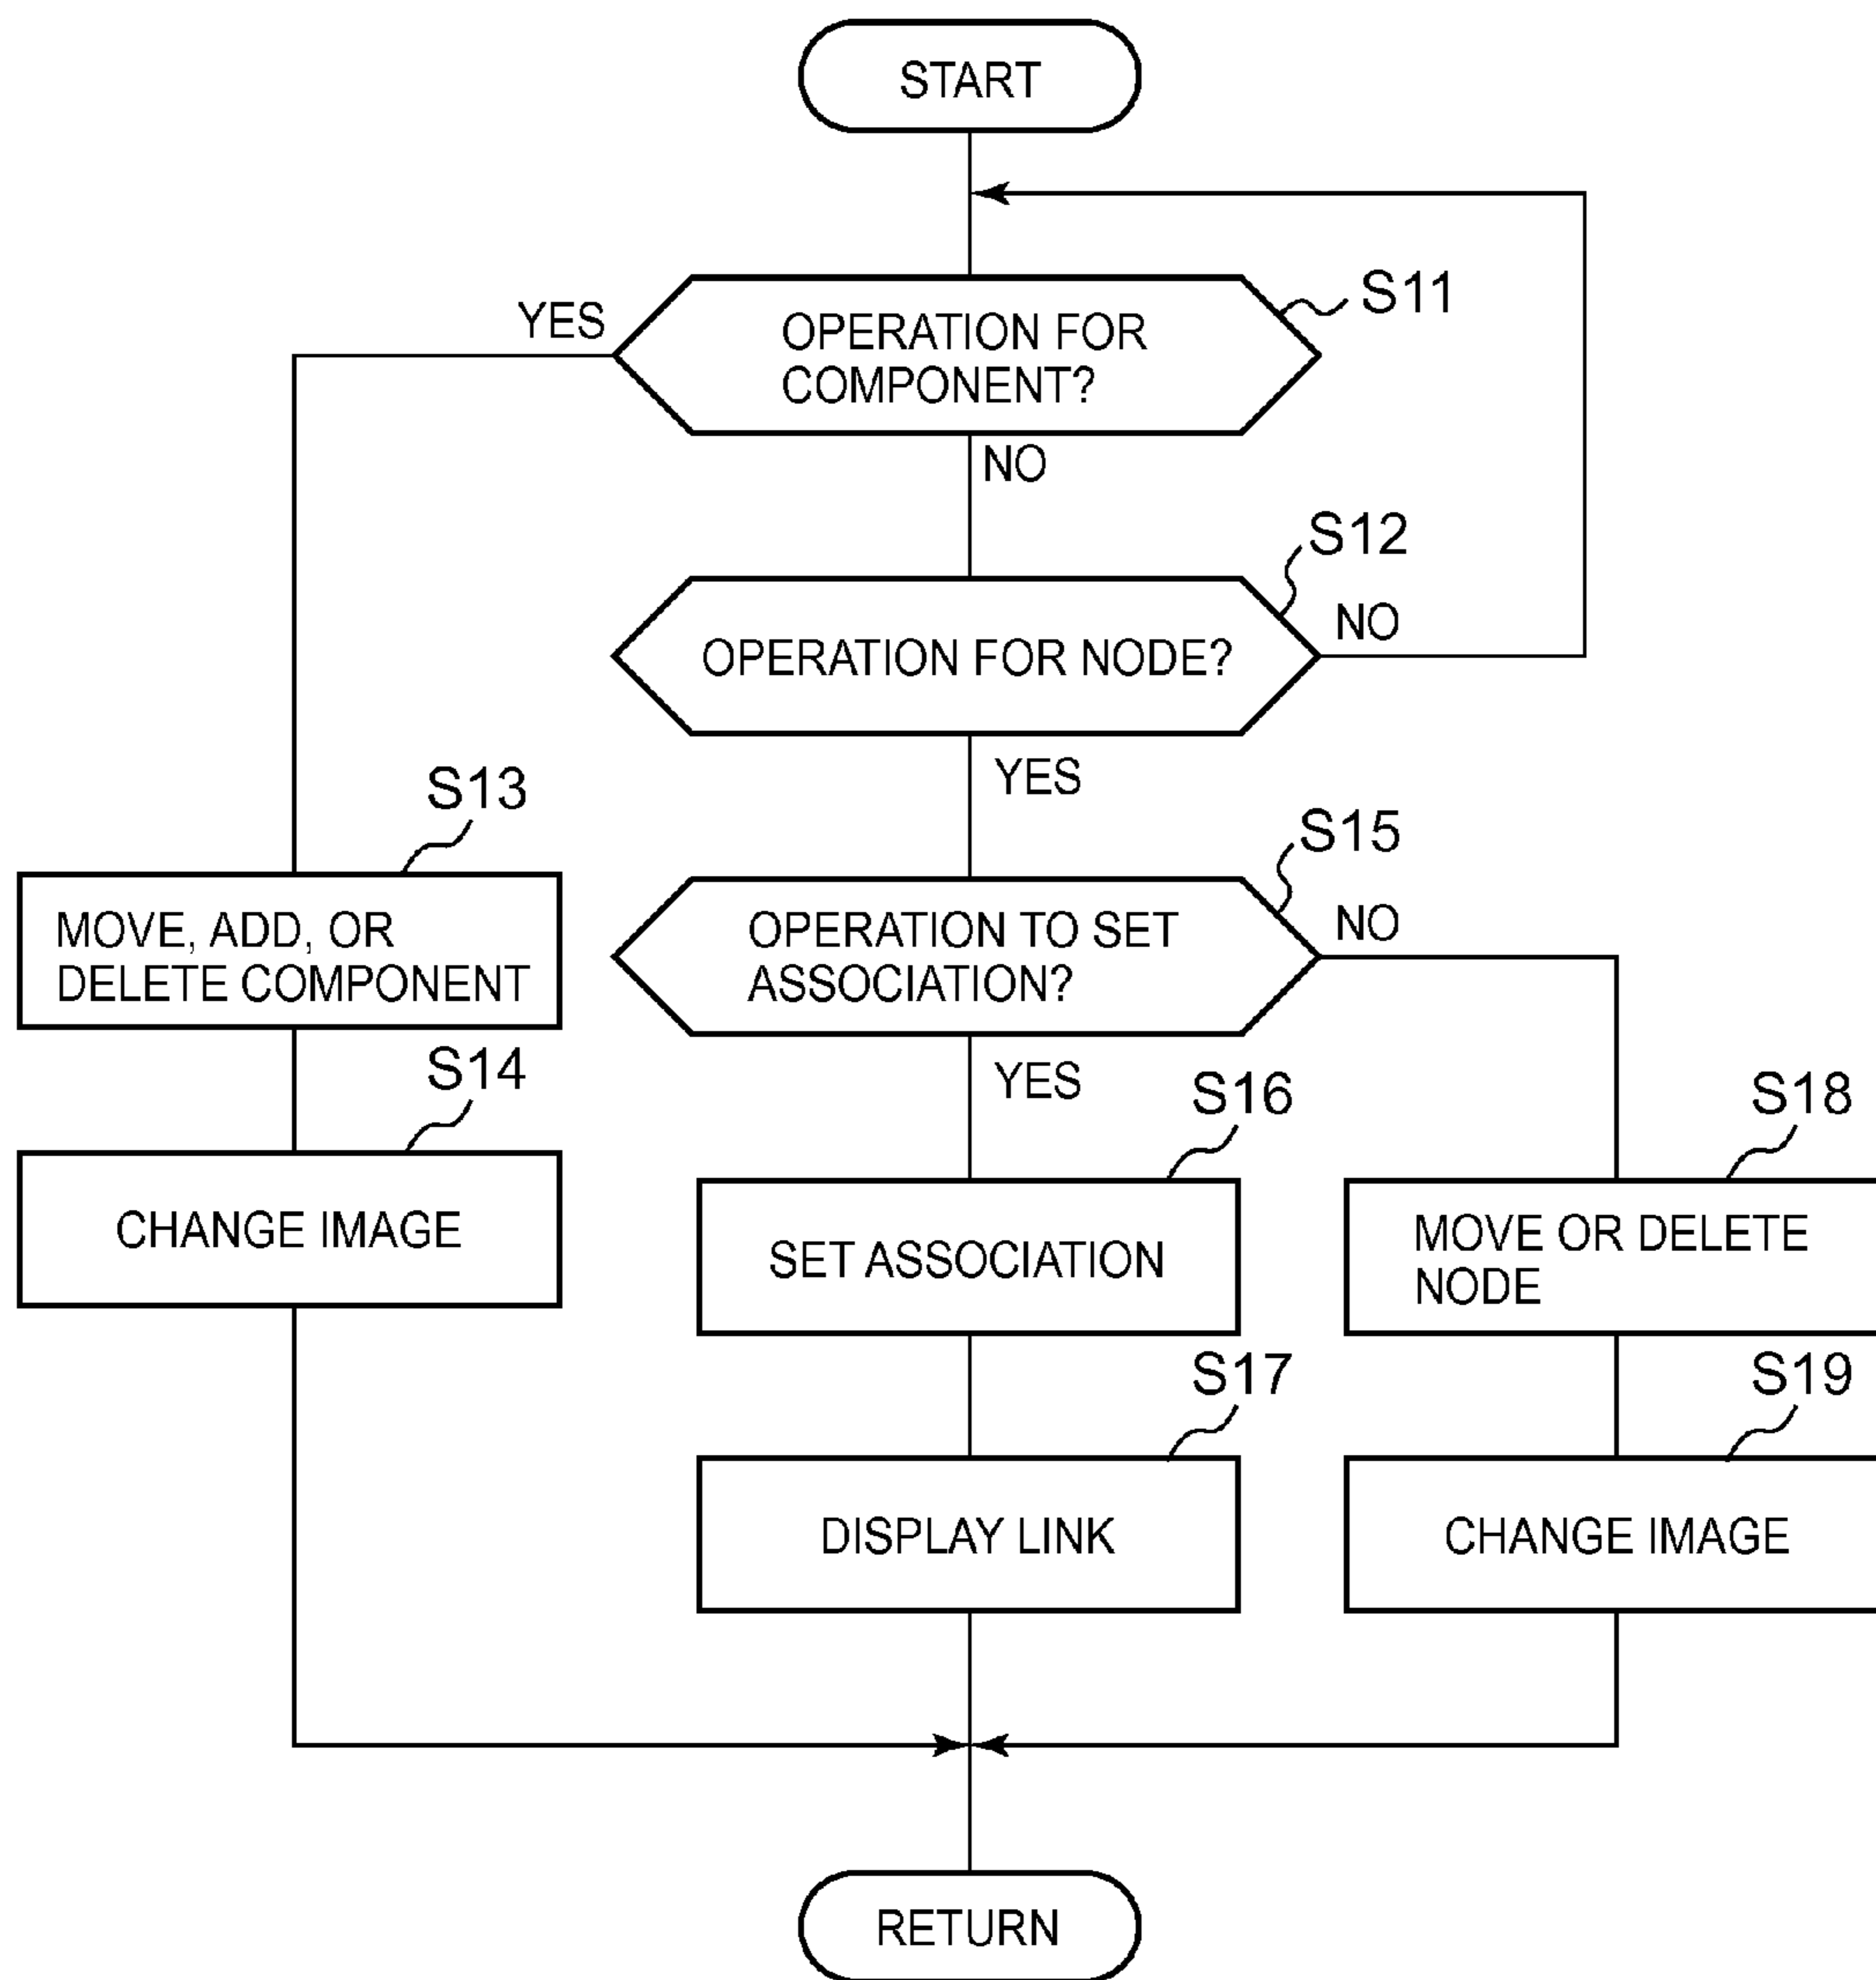 START
S11
YES
OPERATION FOR
COMPONENT?
NO
S12
NO
OPERATION FOR NODE?
YES
S13
S15
NO
MOVE, ADD, OR
DELETE COMPONENT
OPERATION TO SET
ASSOCIATION?
S14
YES
S16
S18
CHANGE IMAGE
SET ASSOCIATION
MOVE OR DELETE
NODE
S17
S19
DISPLAY LINK
CHANGE IMAGE
RETURN